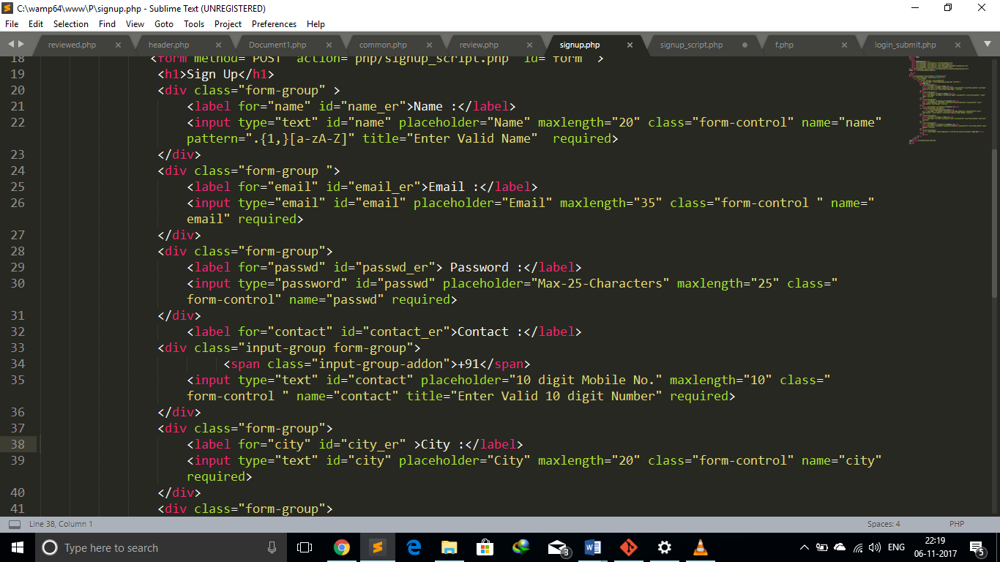 C:\wamp64\www\P\signup.php - Sublime Text (UNREGISTERED)
File Edit Selection Find View Goto Tools Project Preferences Help
reviewed.php header.php Document1.php common.php review.php signup.php signup_script.php f.php login_submit.php
18 <form method="POST" action="php/signup_script.php" id="form" >
19 <h1>Sign Up</h1>
20 <div class="form-group" >
21 <label for="name" id="name_er">Name :</label>
22 <input type="text" id="name" placeholder="Name" maxlength="20" class="form-control" name="name"
pattern=".{1,}[a-zA-Z]" title="Enter Valid Name"  required>
23 </div>
24 <div class="form-group ">
25 <label for="email" id="email_er">Email :</label>
26 <input type="email" id="email" placeholder="Email" maxlength="35" class="form-control " name="
email" required>
27 </div>
28 <div class="form-group">
29 <label for="passwd" id="passwd_er"> Password :</label>
30 <input type="password" id="passwd" placeholder="Max-25-Characters" maxlength="25" class="
form-control" name="passwd" required>
31 </div>
32 <label for="contact" id="contact_er">Contact :</label>
33 <div class="input-group form-group">
34 <span class="input-group-addon">+91</span>
35 <input type="text" id="contact" placeholder="10 digit Mobile No." maxlength="10" class="
form-control " name="contact" title="Enter Valid 10 digit Number" required>
36 </div>
37 <div class="form-group">
38 <label for="city" id="city_er" >City :</label>
39 <input type="text" id="city" placeholder="City" maxlength="20" class="form-control" name="city"
required>
40 </div>
41 <div class="form-group">
Line 38, Column 1 Spaces: 4 PHP
Type here to search 3 ENG 22:19
06-11-2017 5